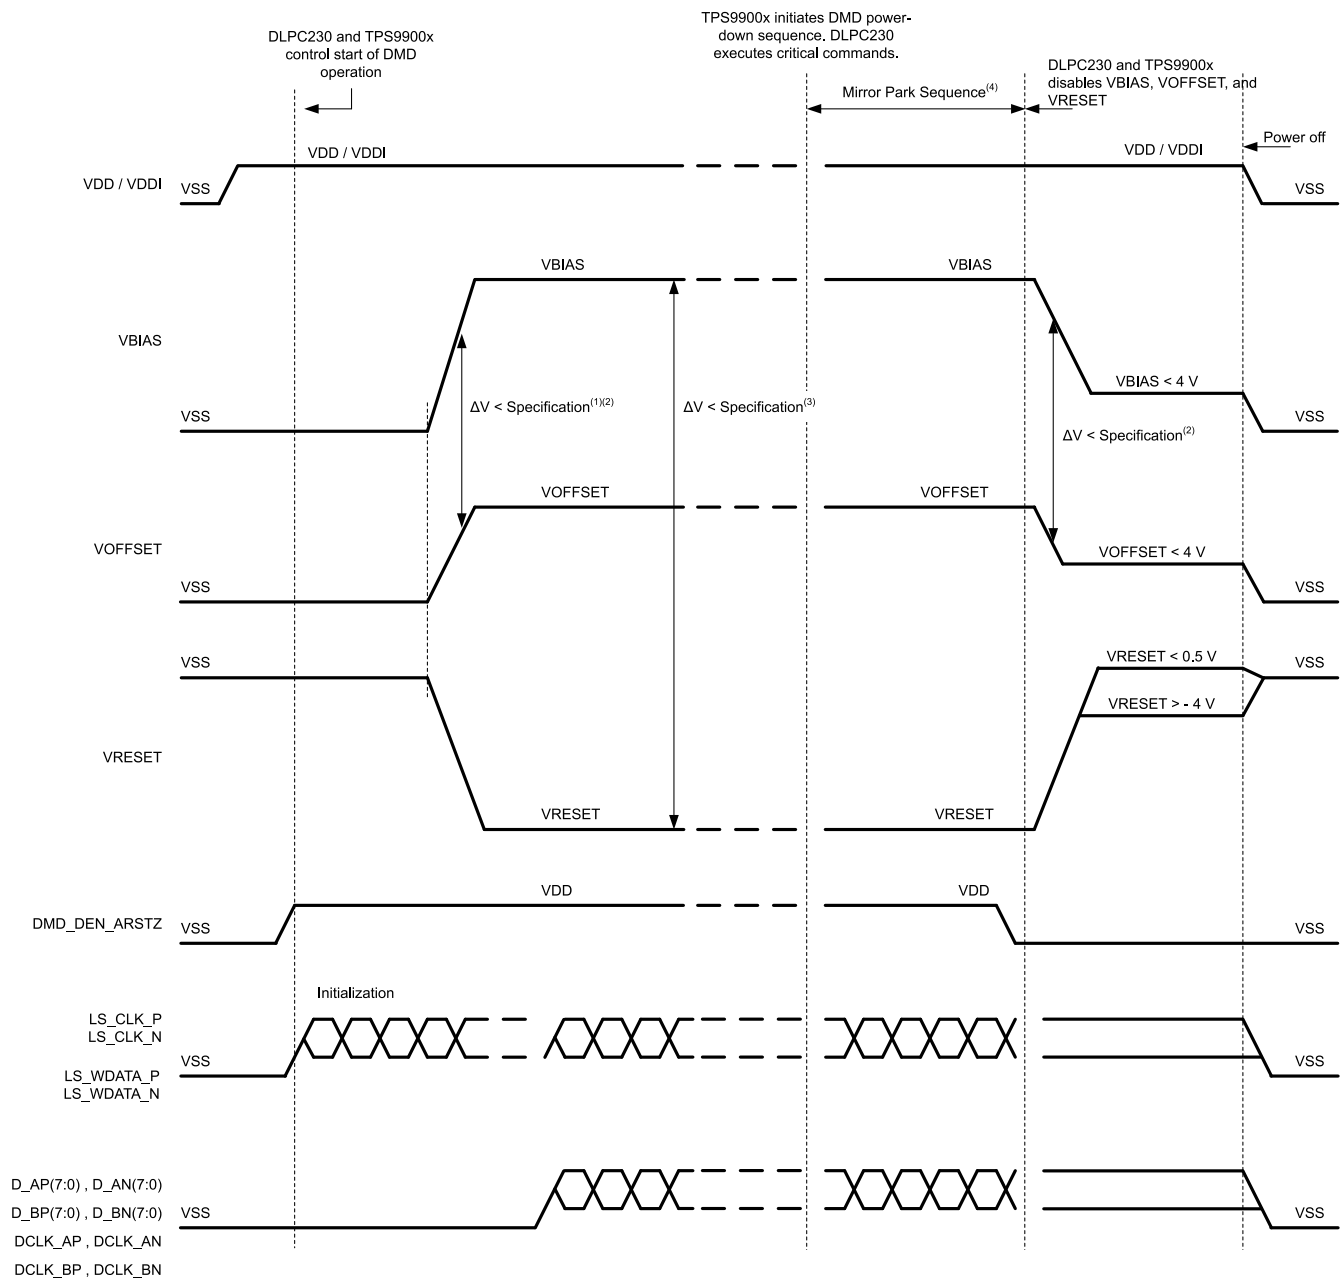 TPS9900x initiates DMD power-
down sequence. DLPC230
executes critical commands.
DLPC230 and TPS9900x
control start of DMD
operation
DLPC230 and TPS9900x
disables VBIAS, VOFFSET, and
VRESET
Mirror Park Sequence(4)
Power off
VDD / VDDI
VDD / VDDI
VDD / VDDI
VSS
VSS
VBIAS
VBIAS
VBIAS
VBIAS < 4 V
ΔV < Specification(1)(2)
ΔV < Specification(3)
ΔV < Specification(2)
VSS
VSS
VOFFSET
VOFFSET
VOFFSET
VOFFSET < 4 V
VSS
VSS
VSS
VRESET < 0.5 V
VSS
VRESET > - 4 V
VRESET
VRESET
VRESET
VDD
VDD
DMD_DEN_ARSTZ
VSS
VSS
Initialization
LS_CLK_P
LS_CLK_N
VSS
VSS
LS_WDATA_P
LS_WDATA_N
D_AP(7:0) , D_AN(7:0)
D_BP(7:0) , D_BN(7:0)
VSS
VSS
DCLK_AP , DCLK_AN
DCLK_BP , DCLK_BN